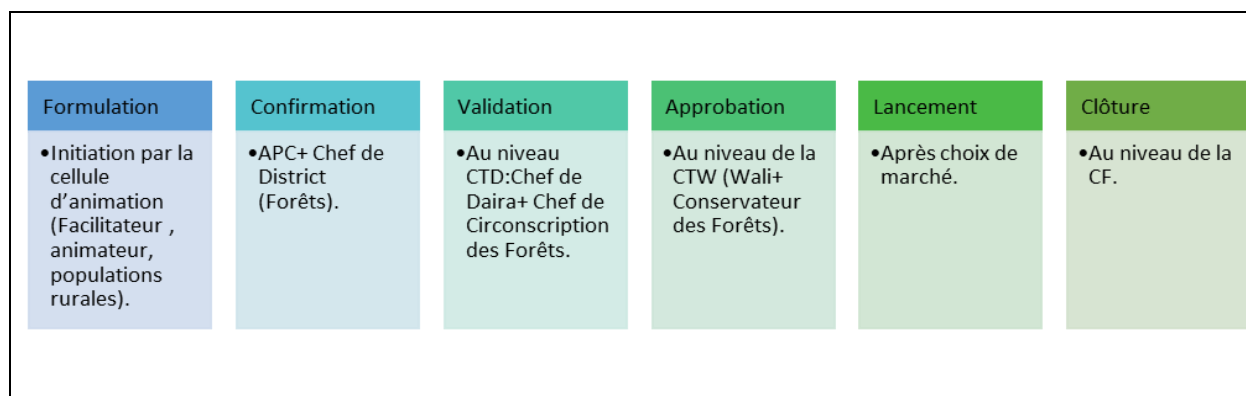 Formulation
•Initiation par la
cellule
d’animation
(Facilitateur ,
animateur,
populations
rurales).
Confirmation
•APC+ Chef de
District
(Forêts).
Validation
•Au niveau
CTD:Chef de
Daira+ Chef de
Circonscription
des Forêts.
Approbation
•Au niveau de la
CTW (Wali+
Conservateur
des Forêts).
Lancement
•Après choix de
marché.
Clôture
•Au niveau de la
CF.